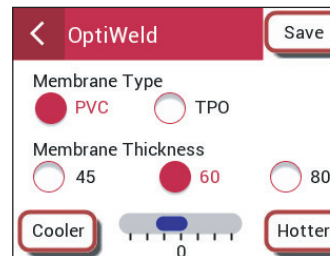 OptiWeld Save
Membrane Type
PVC TPO
Membrane Thickness
45 60 80
Cooler Hotter
0